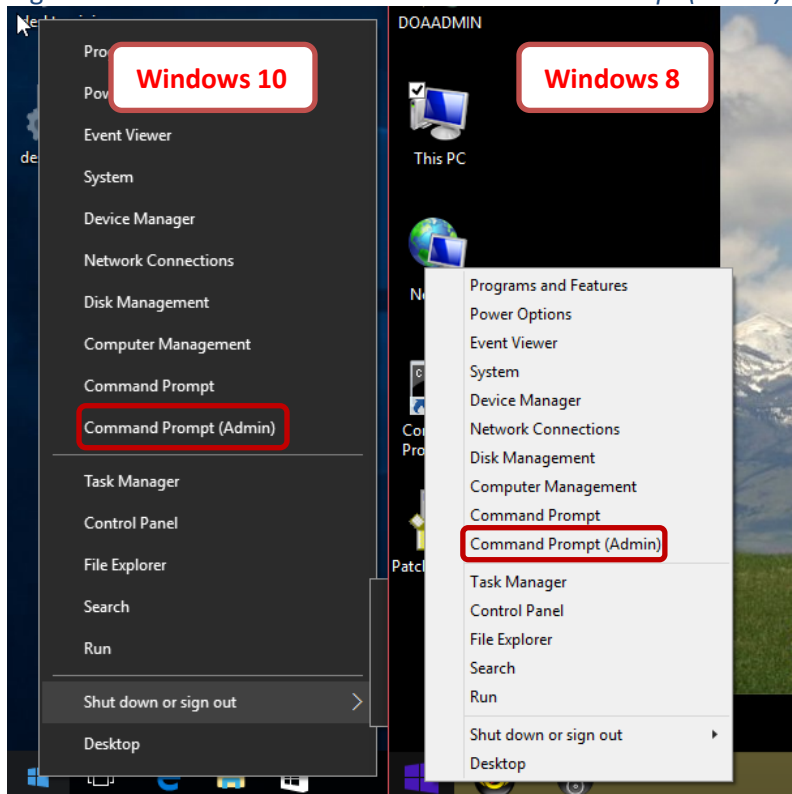 Windows 10
Event Viewer
System
Device Manager
Network Connections
Disk Management
Computer Management
Command Prompt
Command Prompt (Admin)
Task Manager
Control Panel
File Explorer
Search
Run
Shut down or sign out
Desktop
DOAADMIN
Windows 8
This PC
Programs and Features
Power Options
Event Viewer
System
Device Manager
Network Connections
Disk Management
Computer Management
Command Prompt
Command Prompt (Admin)
Task Manager
Control Panel
File Explorer
Search
Run
Shut down or sign out
Desktop